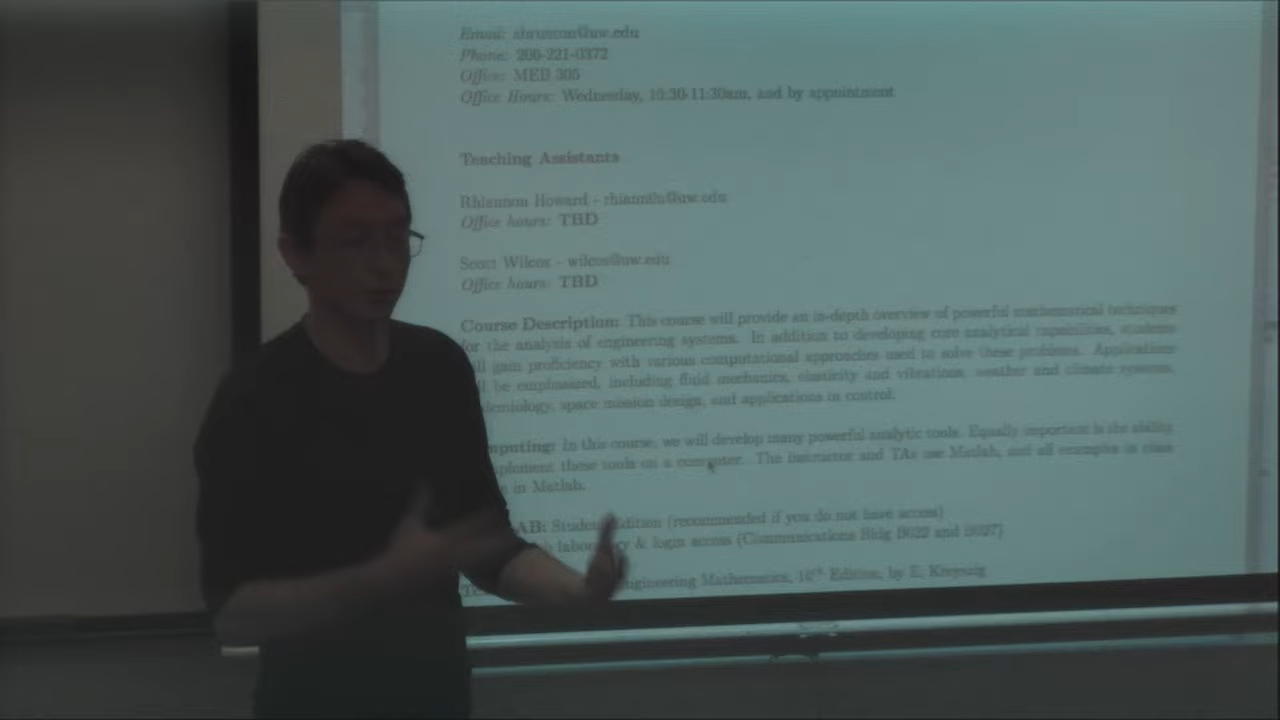 Email: sbrunton@uw.edu
Phone: 206-221-0372
Office: MEB 305
Office Hours: Wednesday, 10:30-11:30am, and by appointment
Teaching Assistants
Rhiannon Howard -
Office hours: TBD
Scott Wilcox - wilcos@uw.edu
Office hours: TBD
Course Description: This course will provide an in-depth overview of powerful mathematical techniques
for the analysis of engineering systems. In addition to developing core analytical capabilities, students
ll gain proficiency with various computational approaches used to solve these problems. Applications
l be emphasized, including fluid mechanics, elasticity and vibrations, weather and climate systems,
demiology, space mission design, and applications in control.
mputing: In this course, we will develop many powerful analytic tools. Equally important is the ability
plement these tools on a computer. The instructor and TAs use Matlab, and all examples in class
in Matlab.
AB: Student Edition (recommended if you do not have access)
& login access (Communications Bldg B022 and B027)
ngineering Mathematics, 10th Edition, by E. Kreyszig